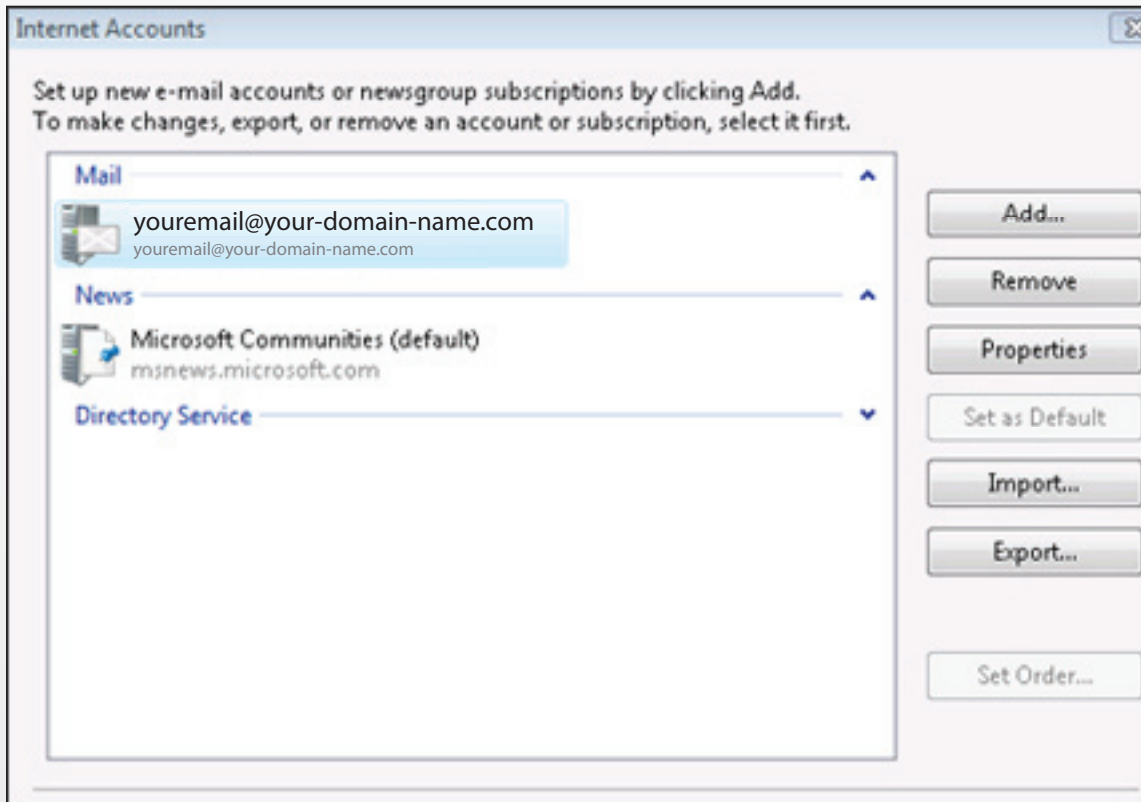 Internet Accounts
Set up new e-mail accounts or newsgroup subscriptions by clicking Add.
To make changes, export, or remove an account or subscription, select it first.
Mail
youremail@your-domain-name.com
youremail@your-domain-name.com
News
Microsoft Communities (default)
msnews.microsoft.com
Directory Service
Add...
Remove
Properties
Set as Default
Import...
Export...
Set Order...